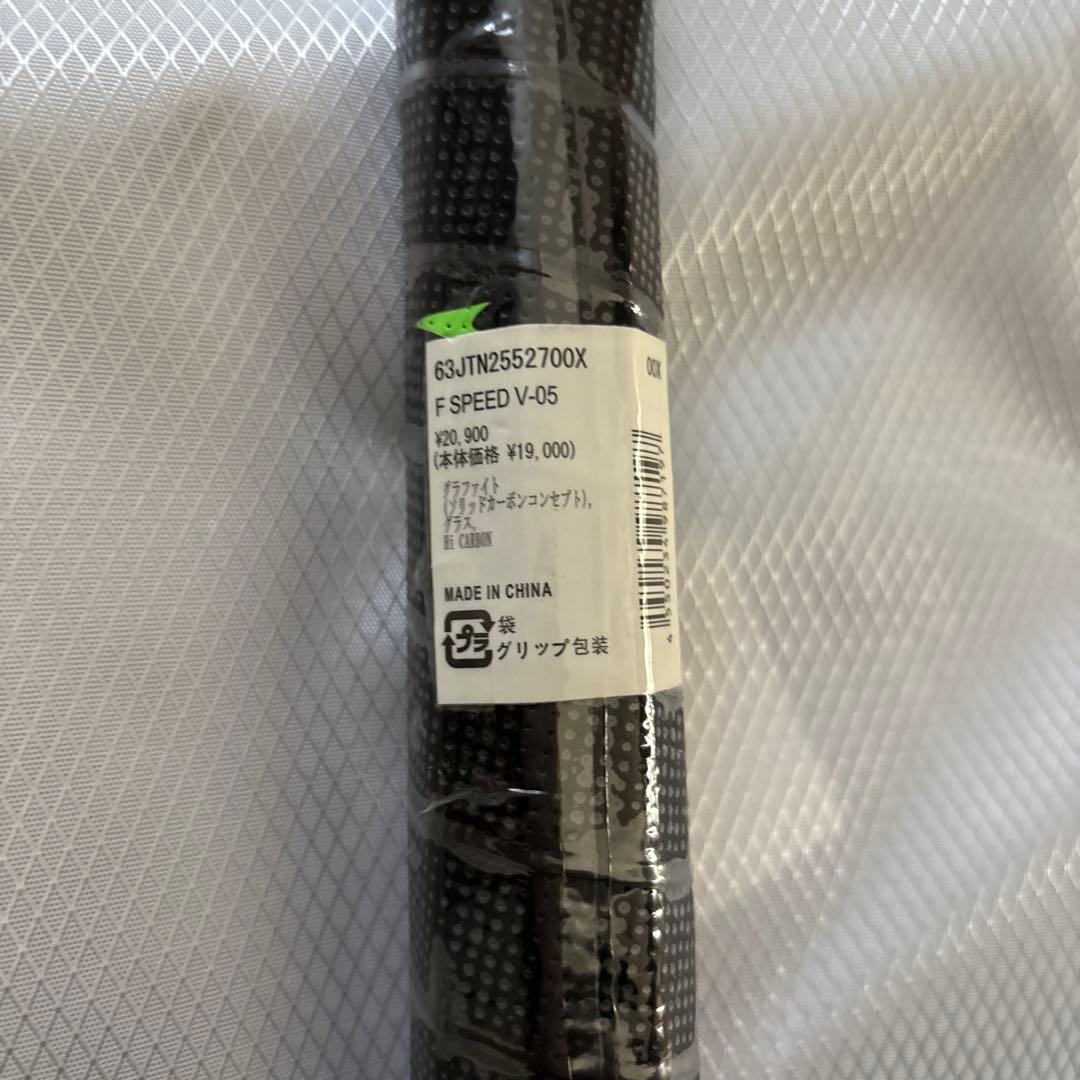 63JTN2552700X
00X
F SPEED V-05
¥20,900
(本体価格 ¥19,000)
グラファイト
(ソリッドカーボンコンセプト),
グラス,
Hi CARBON
MADE IN CHINA
プラ
袋
グリップ包装